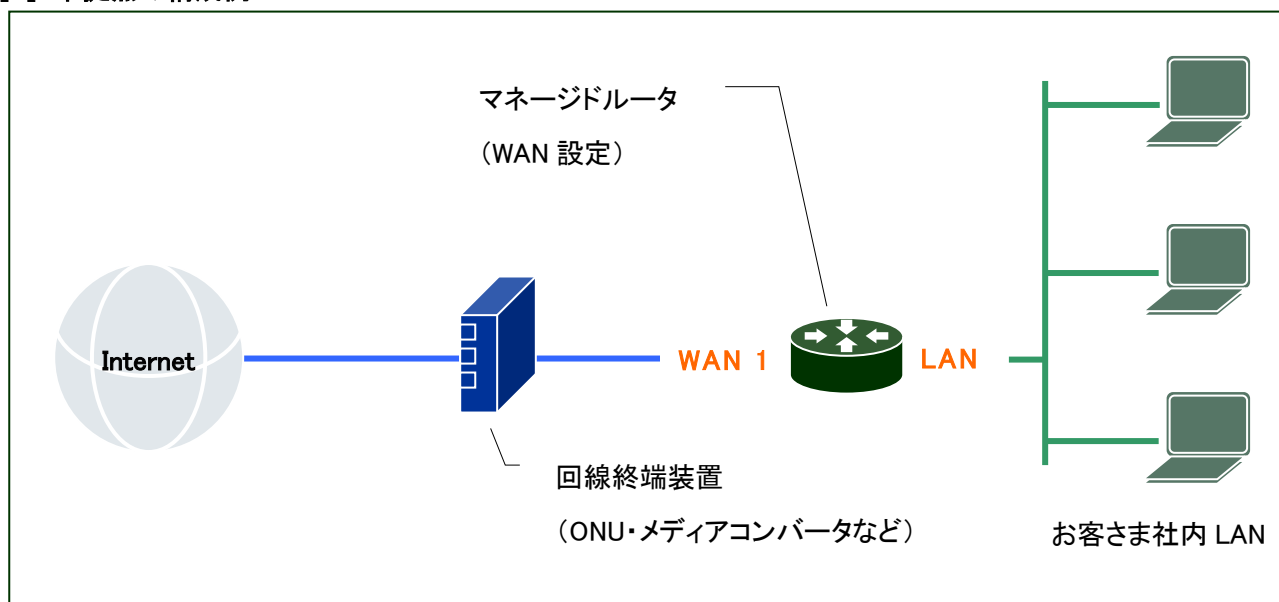 マネージドルータ
（WAN 設定）
Internet
WAN 1
LAN
回線終端装置
（ONU・メディアコンバータなど）
お客さま社内 LAN